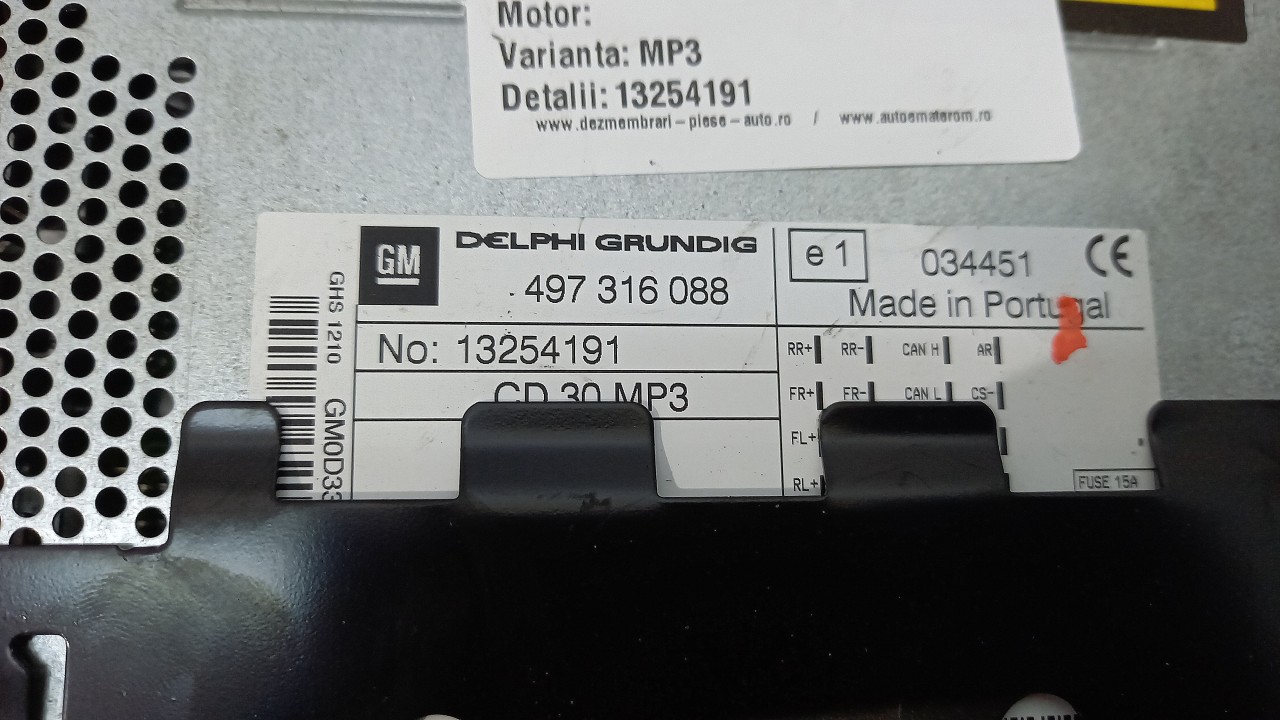 Motor:
Varianta: MP3
Detalii: 13254191
www.dezmembrari-piese-auto.ro / www.autoematerom.ro
GM
DELPHI GRUNDIG
497 316 088
No: 13254191
CD 30 MP3
e 1
034451
CE
Made in Portugal
RR+ RR- CAN H AR
FR+ FR- CAN L CS-
FL+
RL+
FUSE 15A
GHS 1210